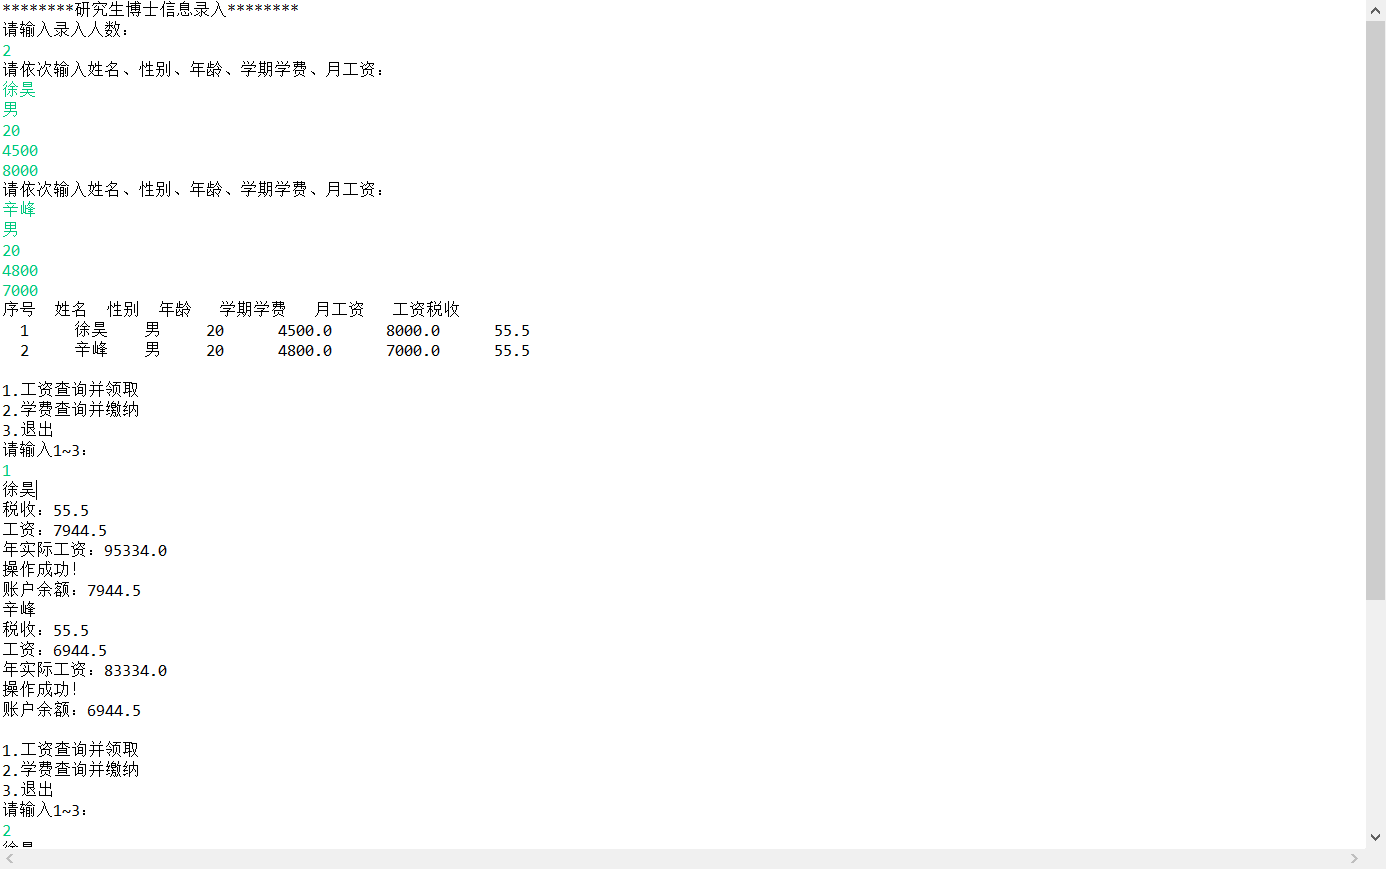 ********研究生博士信息录入********
请输入录入人数：
2
请依次输入姓名、性别、年龄、学期学费、月工资：
徐昊
男
20
4500
8000
请依次输入姓名、性别、年龄、学期学费、月工资：
辛峰
男
20
4800
7000
序号 姓名 性别 年龄 学期学费 月工资 工资税收
1 徐昊 男 20 4500.0 8000.0 55.5
2 辛峰 男 20 4800.0 7000.0 55.5
1.工资查询并领取
2.学费查询并缴纳
3.退出
请输入1~3：
1
徐昊
税收：55.5
工资：7944.5
年实际工资：95334.0
操作成功！
账户余额：7944.5
辛峰
税收：55.5
工资：6944.5
年实际工资：83334.0
操作成功！
账户余额：6944.5
1.工资查询并领取
2.学费查询并缴纳
3.退出
请输入1~3：
2